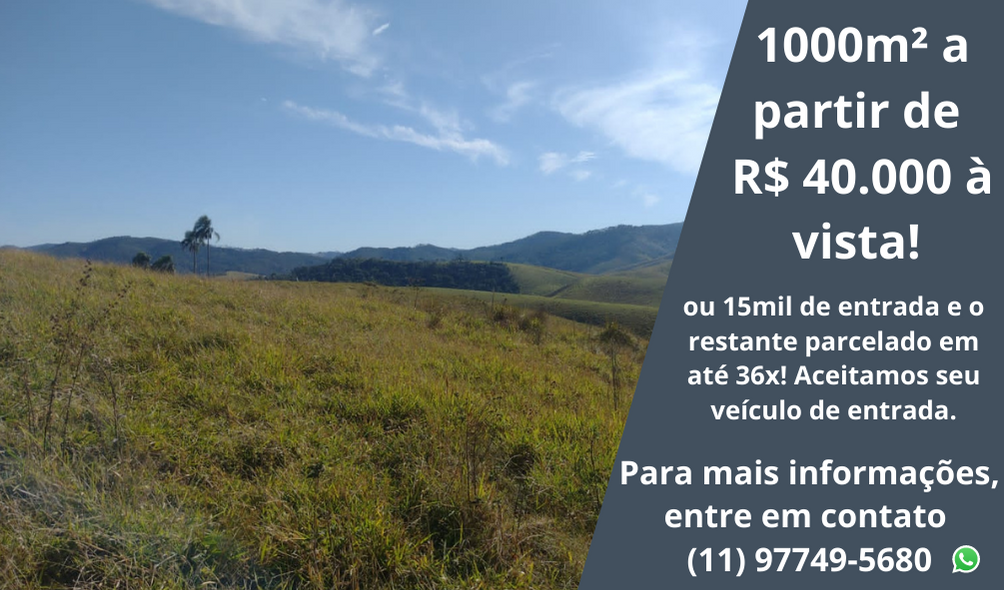 1000m² a
partir de
R$ 40.000 à
vista!
ou 15mil de entrada e o
restante parcelado em
até 36x! Aceitamos seu
veículo de entrada.
Para mais informações,
entre em contato
(11) 97749-5680